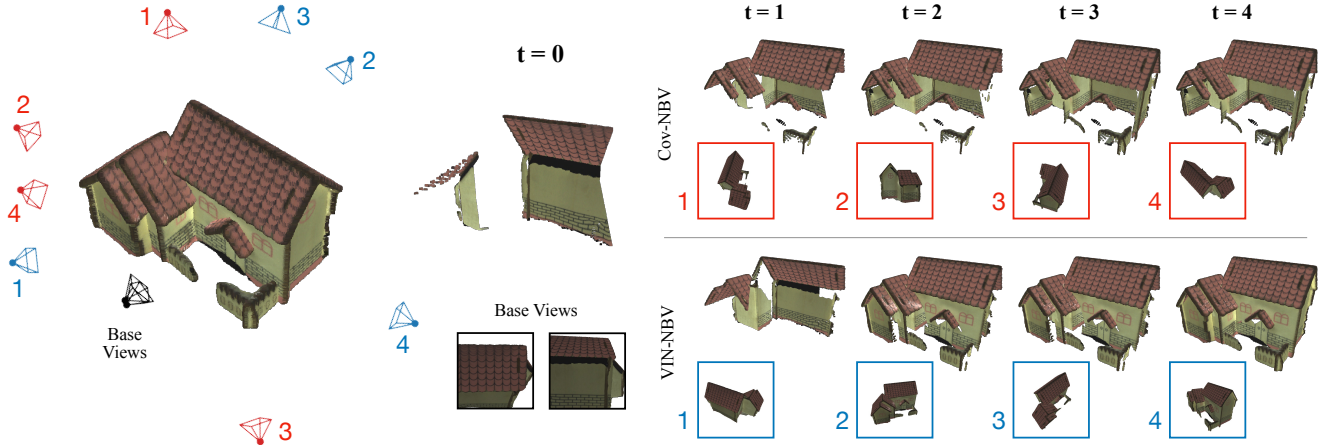 1
3
2
2
4
1
Base
Views
4
3
t = 0
Base Views
t = 1
t = 2
t = 3
t = 4
Cov-NBV
1
2
3
4
VIN-NBV
1
2
3
4